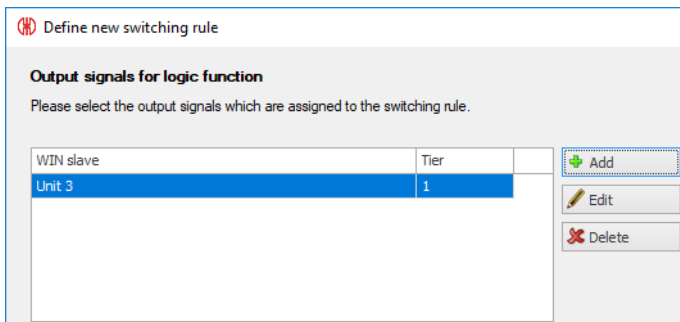 Define new switching rule
Output signals for logic function
Please select the output signals which are assigned to the switching rule.
WIN slave Tier
Unit 3 1
Add
Edit
Delete